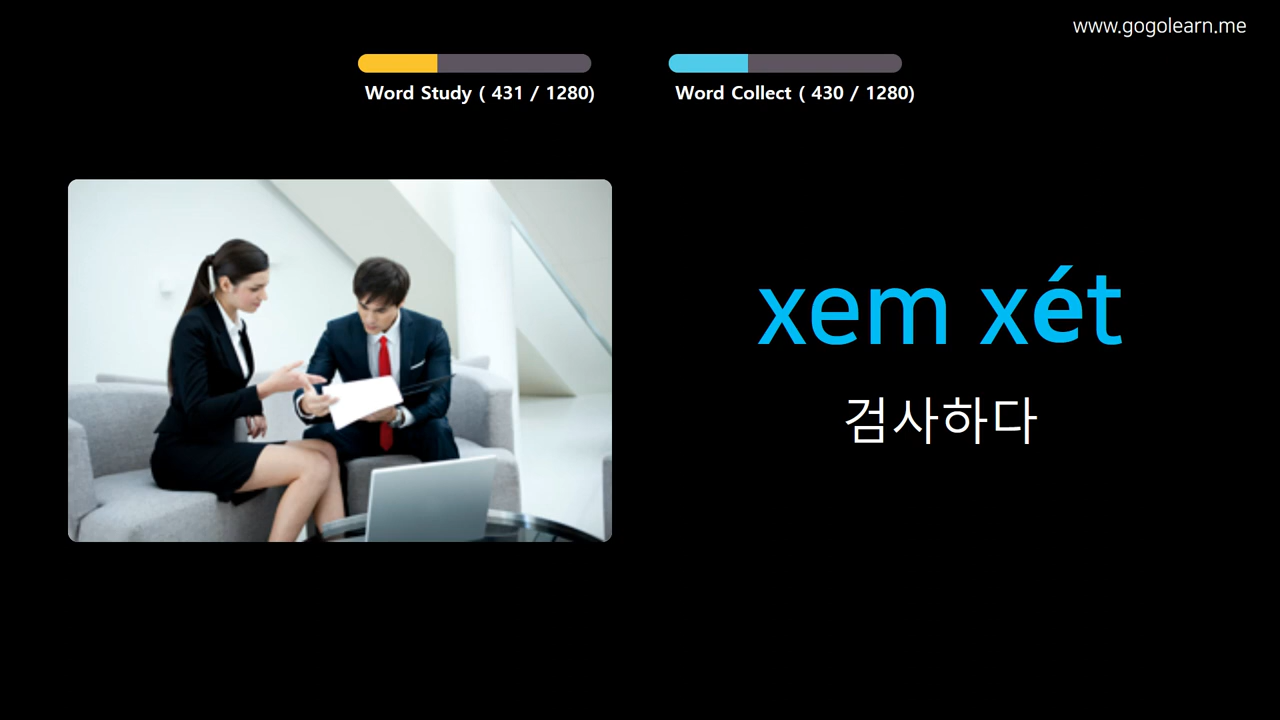 www.gogolearn.me
Word Study ( 431 / 1280)
Word Collect ( 430 / 1280)
xem xét
검사하다